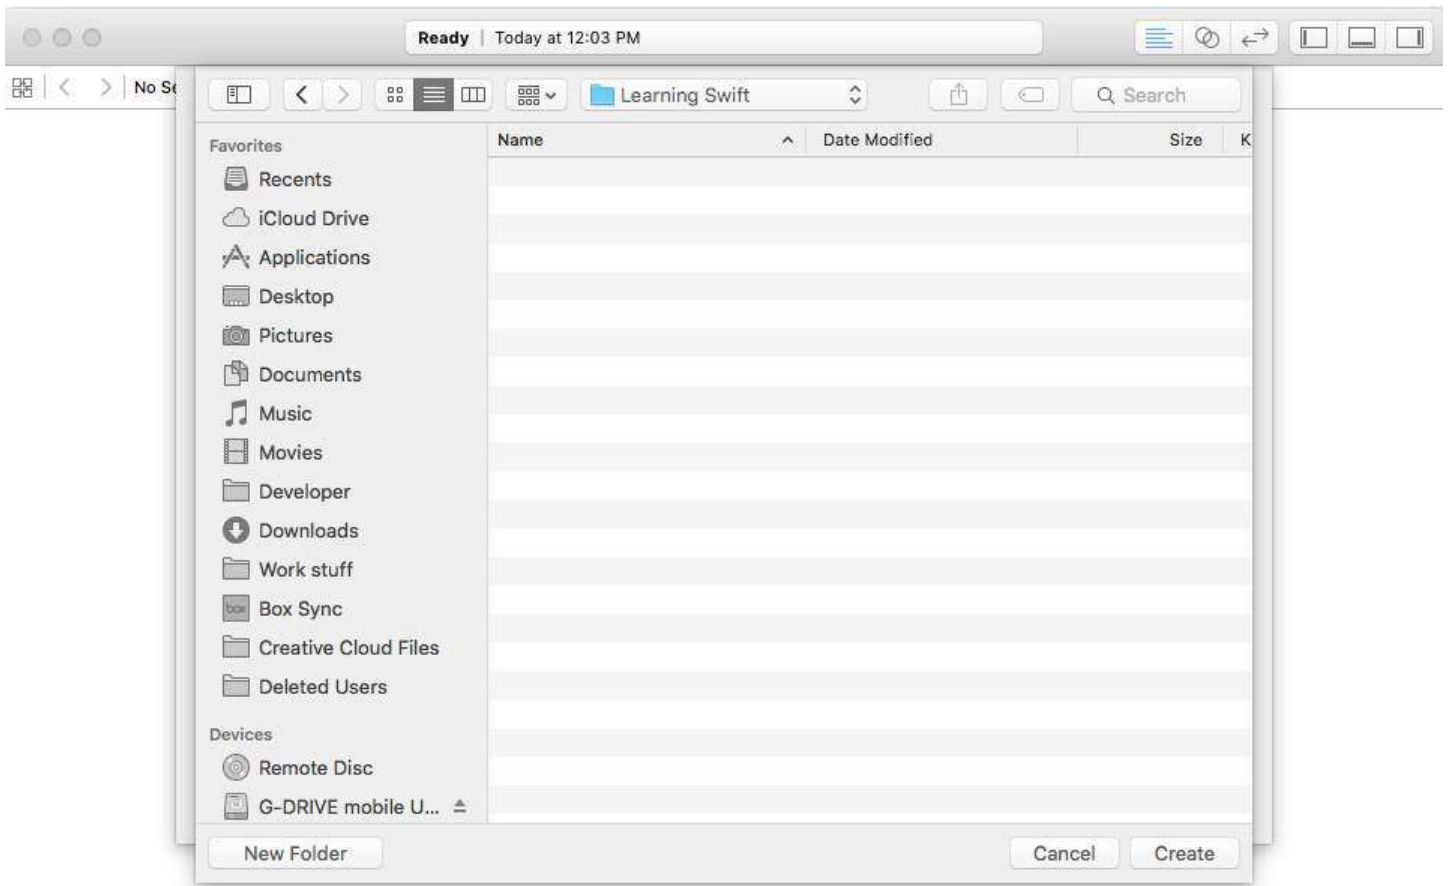 Ready | Today at 12:03 PM
No Se
Learning Swift
Search
Favorites
Name
Date Modified
Size
K
Recents
iCloud Drive
Applications
Desktop
Pictures
Documents
Music
Movies
Developer
Downloads
Work stuff
box
Box Sync
Creative Cloud Files
Deleted Users
Devices
Remote Disc
G-DRIVE mobile U...
New Folder
Cancel
Create